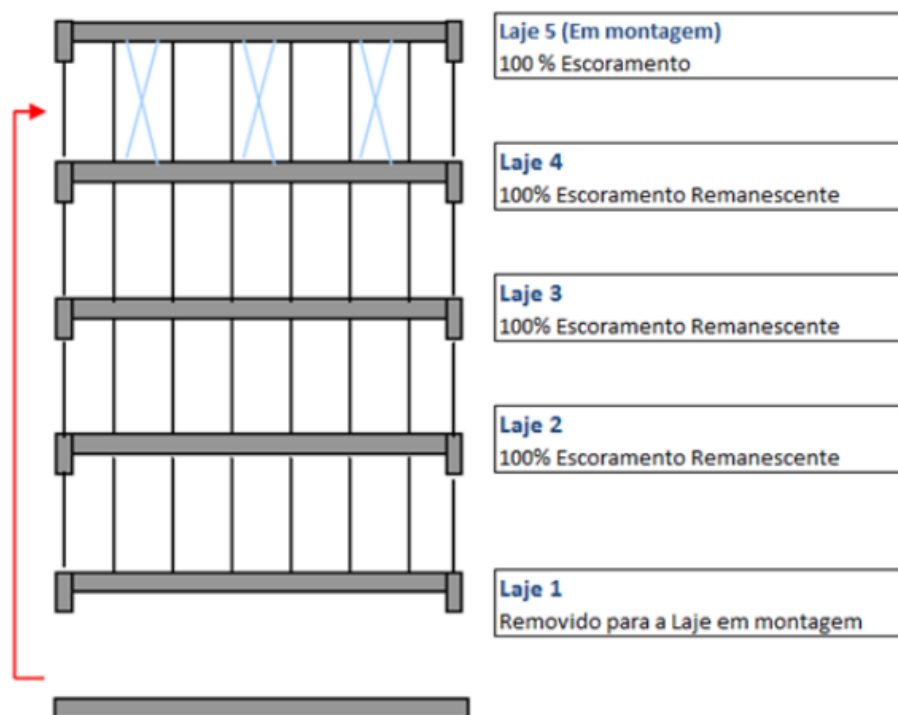 Laje 5 (Em montagem)
100 % Escoramento
Laje 4
100% Escoramento Remanescente
Laje 3
100% Escoramento Remanescente
Laje 2
100% Escoramento Remanescente
Laje 1
Removido para a Laje em montagem